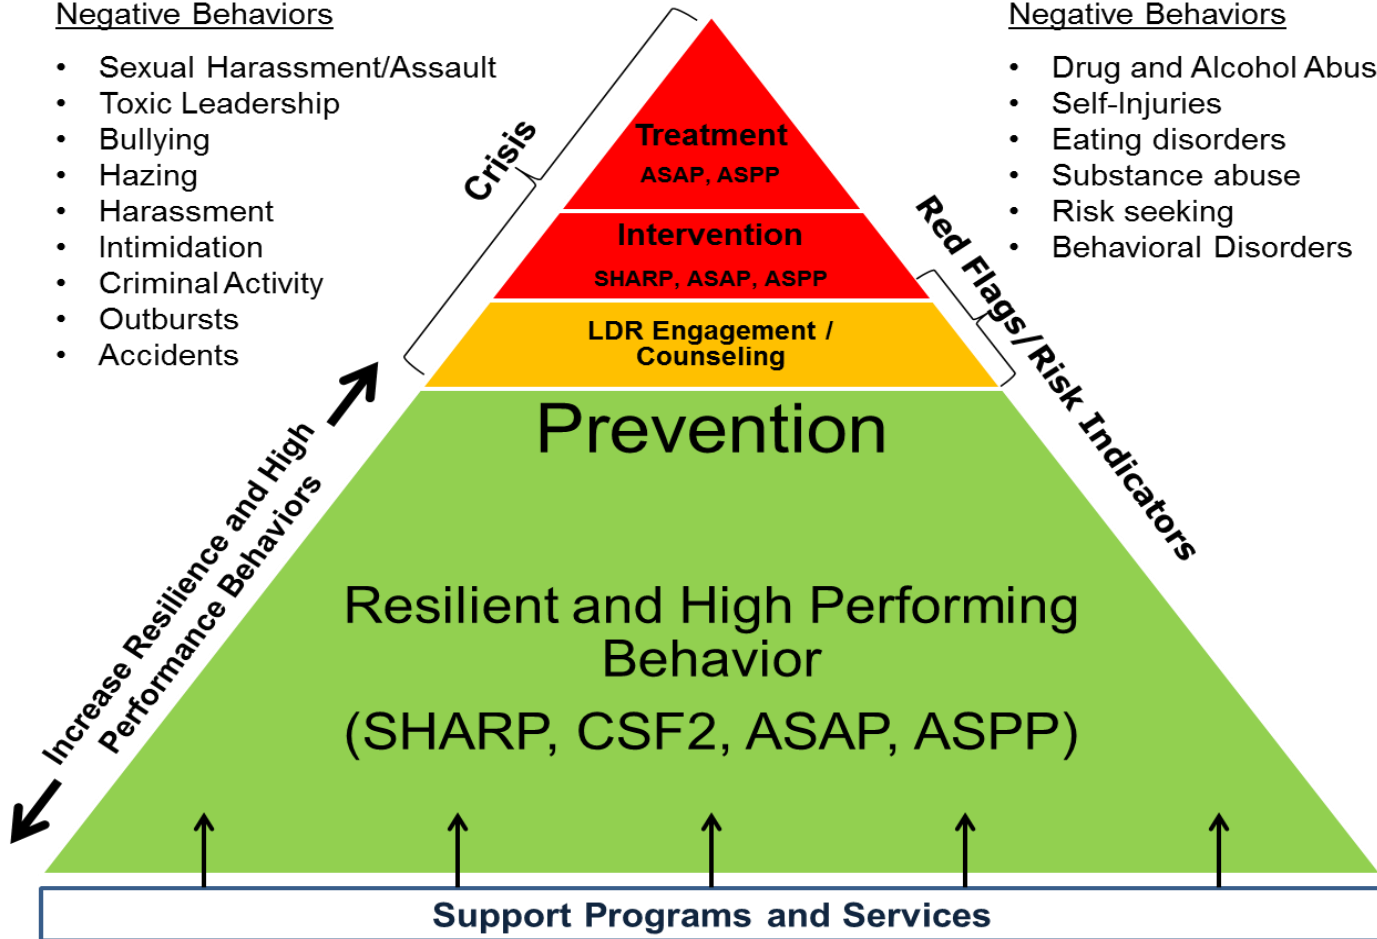 Negative Behaviors
• Sexual Harassment/Assault
• Toxic Leadership
• Bullying
• Hazing
• Harassment
• Intimidation
• Criminal Activity
• Outbursts
• Accidents
Negative Behaviors
• Drug and Alcohol Abus
• Self-Injuries
• Eating disorders
• Substance abuse
• Risk seeking
• Behavioral Disorders
Crisis
Treatment
ASAP, ASPP
Intervention
SHARP, ASAP, ASPP
LDR Engagement /
Counseling
Red Flags/Risk Indicators
Increase Resilience and High
Performance Behaviors
Prevention
Resilient and High Performing
Behavior
(SHARP, CSF2, ASAP, ASPP)
Support Programs and Services